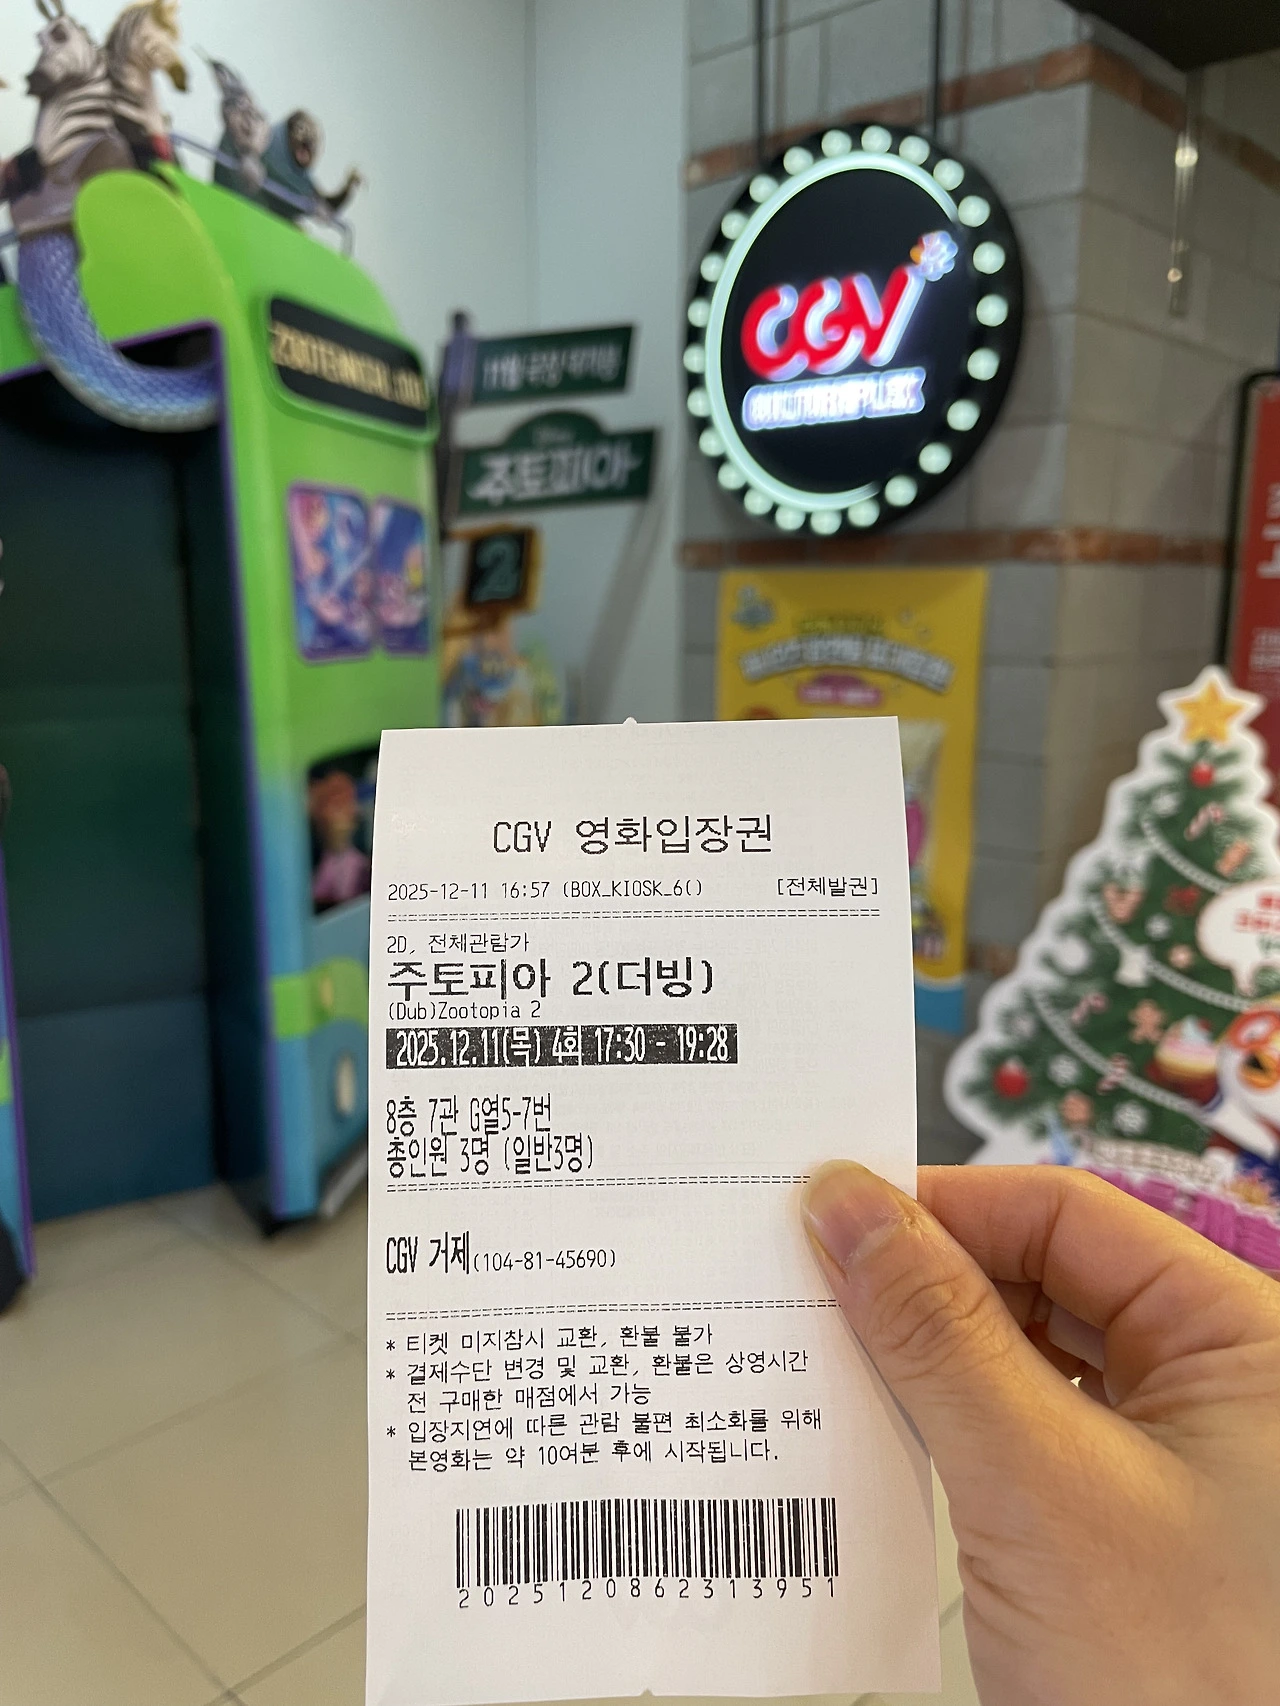 CGV
주토피아
2
CGV 영화입장권
2025-12-11 16:57 (BOX_KIOSK_6() [전체발권]
2D, 전체관람가
주토피아 2(더빙)
(Dub)Zootopia 2
2025.12.11(목) 4회 17:30 - 19:28
8층 7관 G열5-7번
총인원 3명 (일반3명)
CGV 거제(104-81-45690)
* 티켓 미지참시 교환, 환불 불가
* 결제수단 변경 및 교환, 환불은 상영시간
전 구매한 매점에서 가능
* 입장지연에 따른 관람 불편 최소화를 위해
본영화는 약 10여분 후에 시작됩니다.
2025120862313951